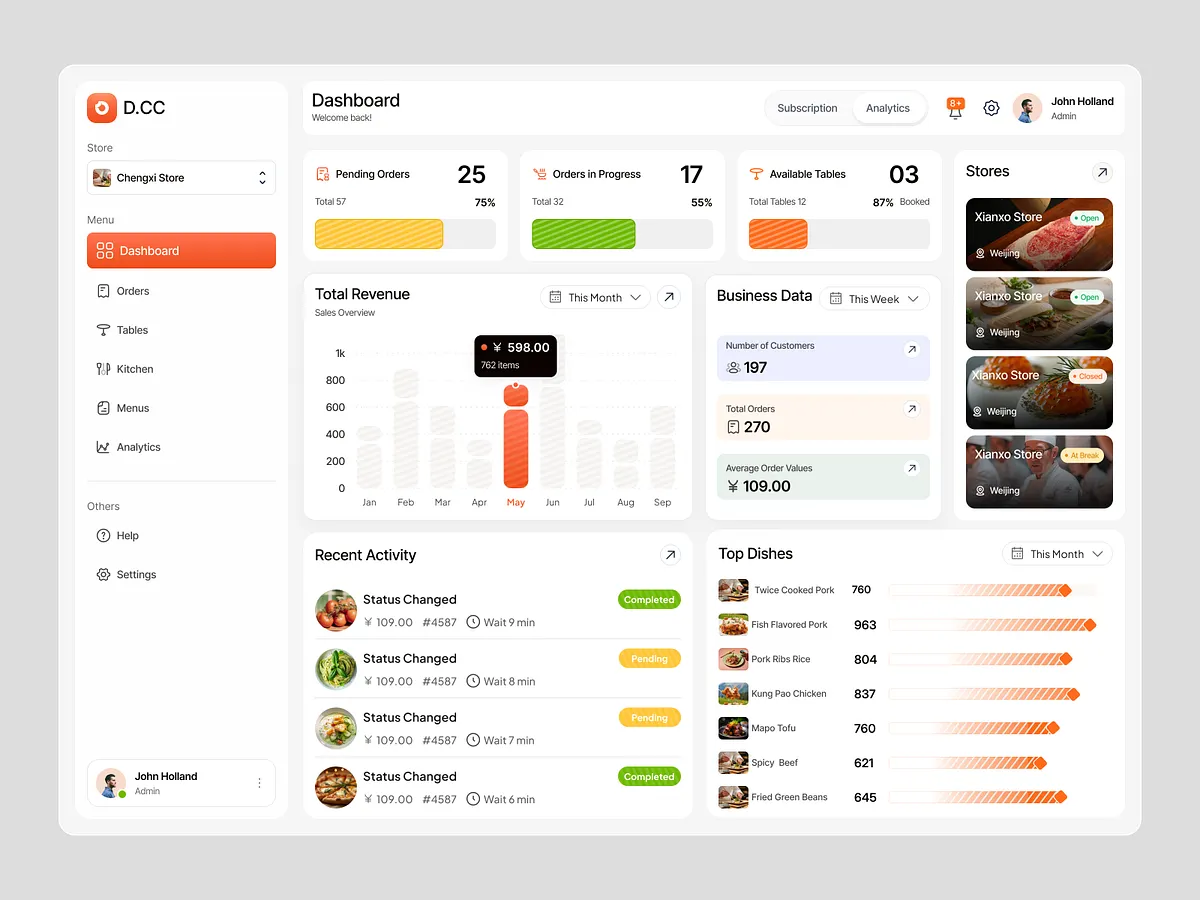 D.CC
Store
Chengxi Store
Menu
Dashboard
Orders
Tables
Kitchen
Menus
Analytics
Others
Help
Settings
John Holland
Admin
Dashboard
Welcome back!
Subscription
Analytics
8+
John Holland
Admin
Pending Orders
25
Total 57
75%
Orders in Progress
17
Total 32
55%
Available Tables
03
Total Tables 12
87% Booked
Total Revenue
Sales Overview
This Month
¥ 598.00
762 items
1k
800
600
400
200
0
Jan
Feb
Mar
Apr
May
Jun
Jul
Aug
Sep
Business Data
This Week
Number of Customers
197
Total Orders
270
Average Order Values
¥ 109.00
Stores
Xianxo Store
Open
Weijing
Xianxo Store
Open
Weijing
Xianxo Store
Closed
Weijing
Xianxo Store
At Break
Weijing
Recent Activity
Status Changed
Completed
¥ 109.00 #4587 Wait 9 min
Status Changed
Pending
¥ 109.00 #4587 Wait 8 min
Status Changed
Pending
¥ 109.00 #4587 Wait 7 min
Status Changed
Completed
¥ 109.00 #4587 Wait 6 min
Top Dishes
This Month
Twice Cooked Pork 760
Fish Flavored Pork 963
Pork Ribs Rice 804
Kung Pao Chicken 837
Mapo Tofu 760
Spicy Beef 621
Fried Green Beans 645